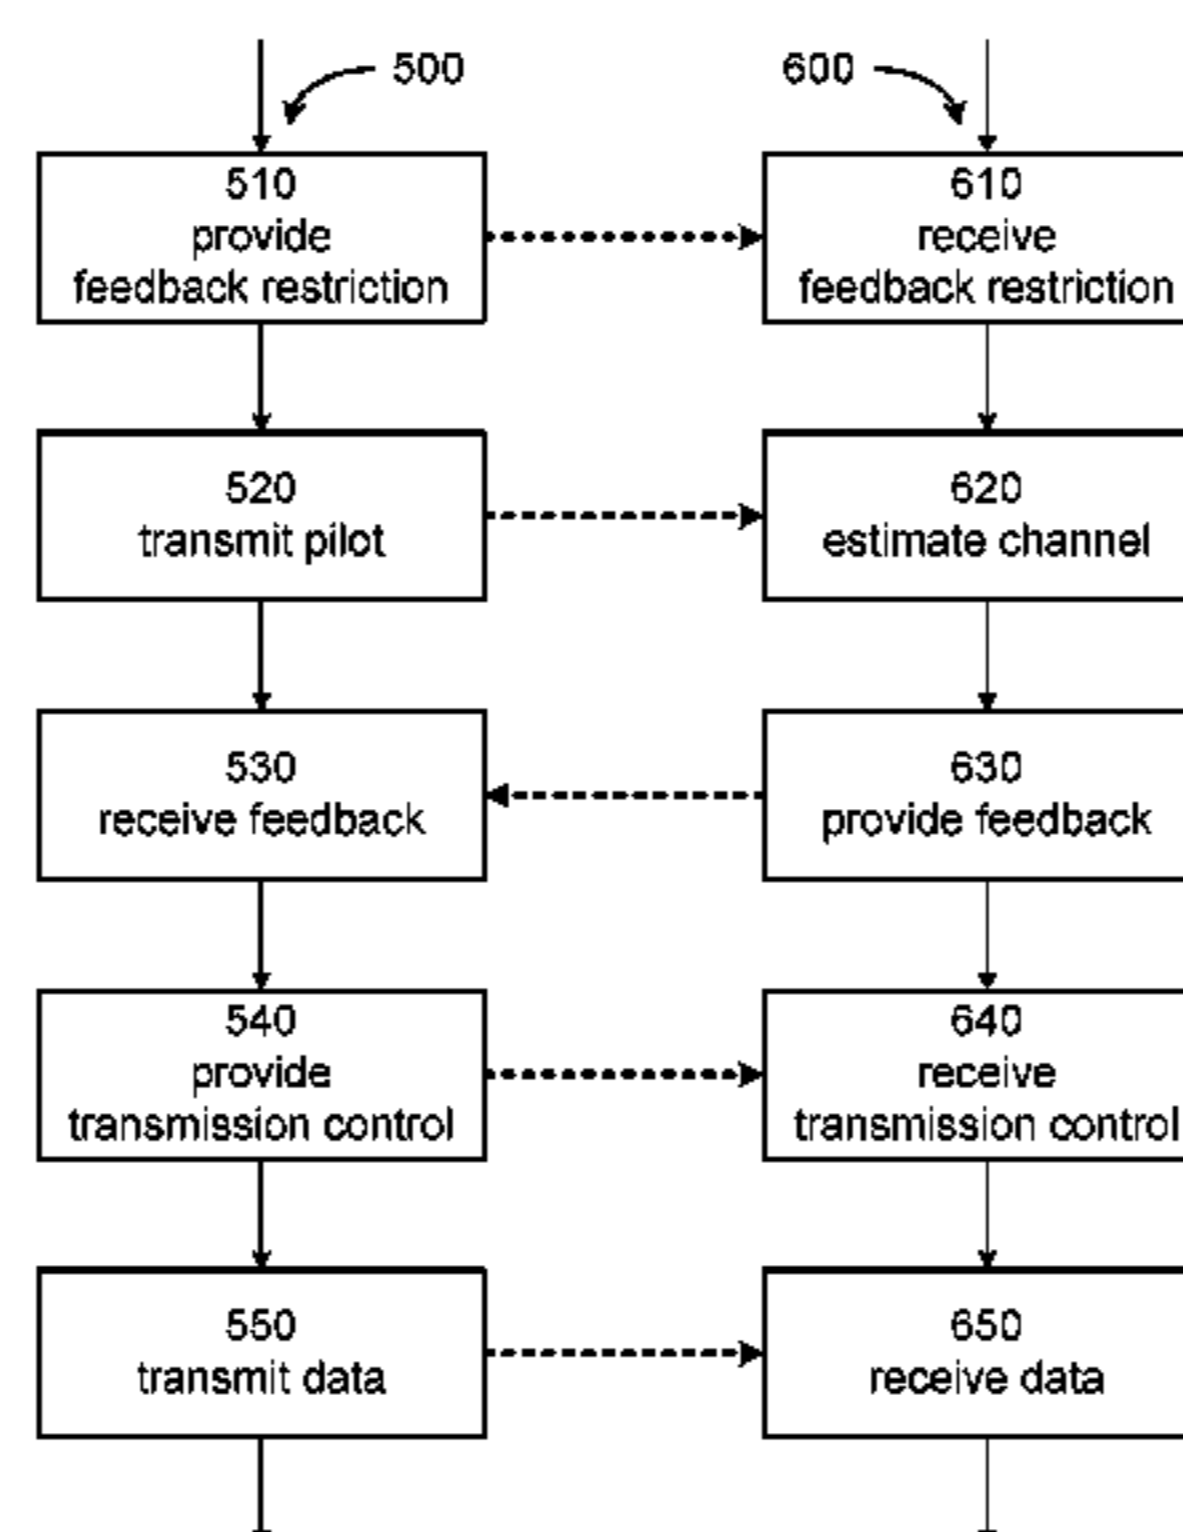 500
600
510
provide
feedback restriction
610
receive
feedback restriction
520
transmit pilot
620
estimate channel
530
receive feedback
630
provide feedback
540
provide
transmission control
640
receive
transmission control
550
transmit data
650
receive data